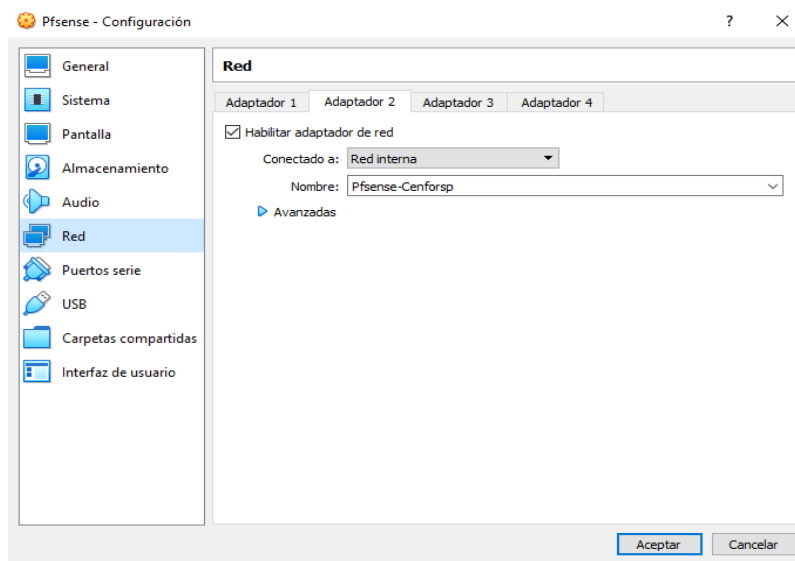 Pfsense - Configuración
?
General
Sistema
Pantalla
Almacenamiento
Audio
Red
Puertos serie
USB
Carpetas compartidas
Interfaz de usuario
Red
Adaptador 1 Adaptador 2 Adaptador 3 Adaptador 4
Habilitar adaptador de red
Conectado a: Red interna
Nombre: Pfsense-Cenforsp
Avanzadas
Aceptar Cancelar